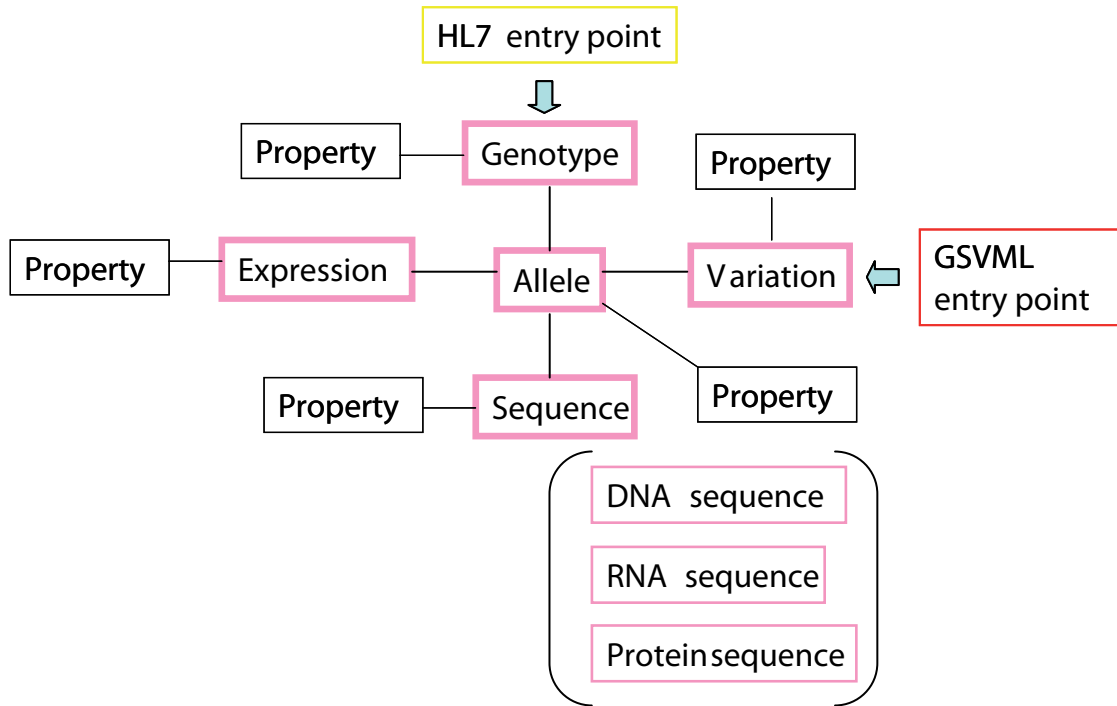 HL7 entry point
Property
Genotype
Property
Property
Expression
Allele
Variation
GSVML
entry point
Property
Sequence
Property
DNA sequence
RNA sequence
Protein sequence